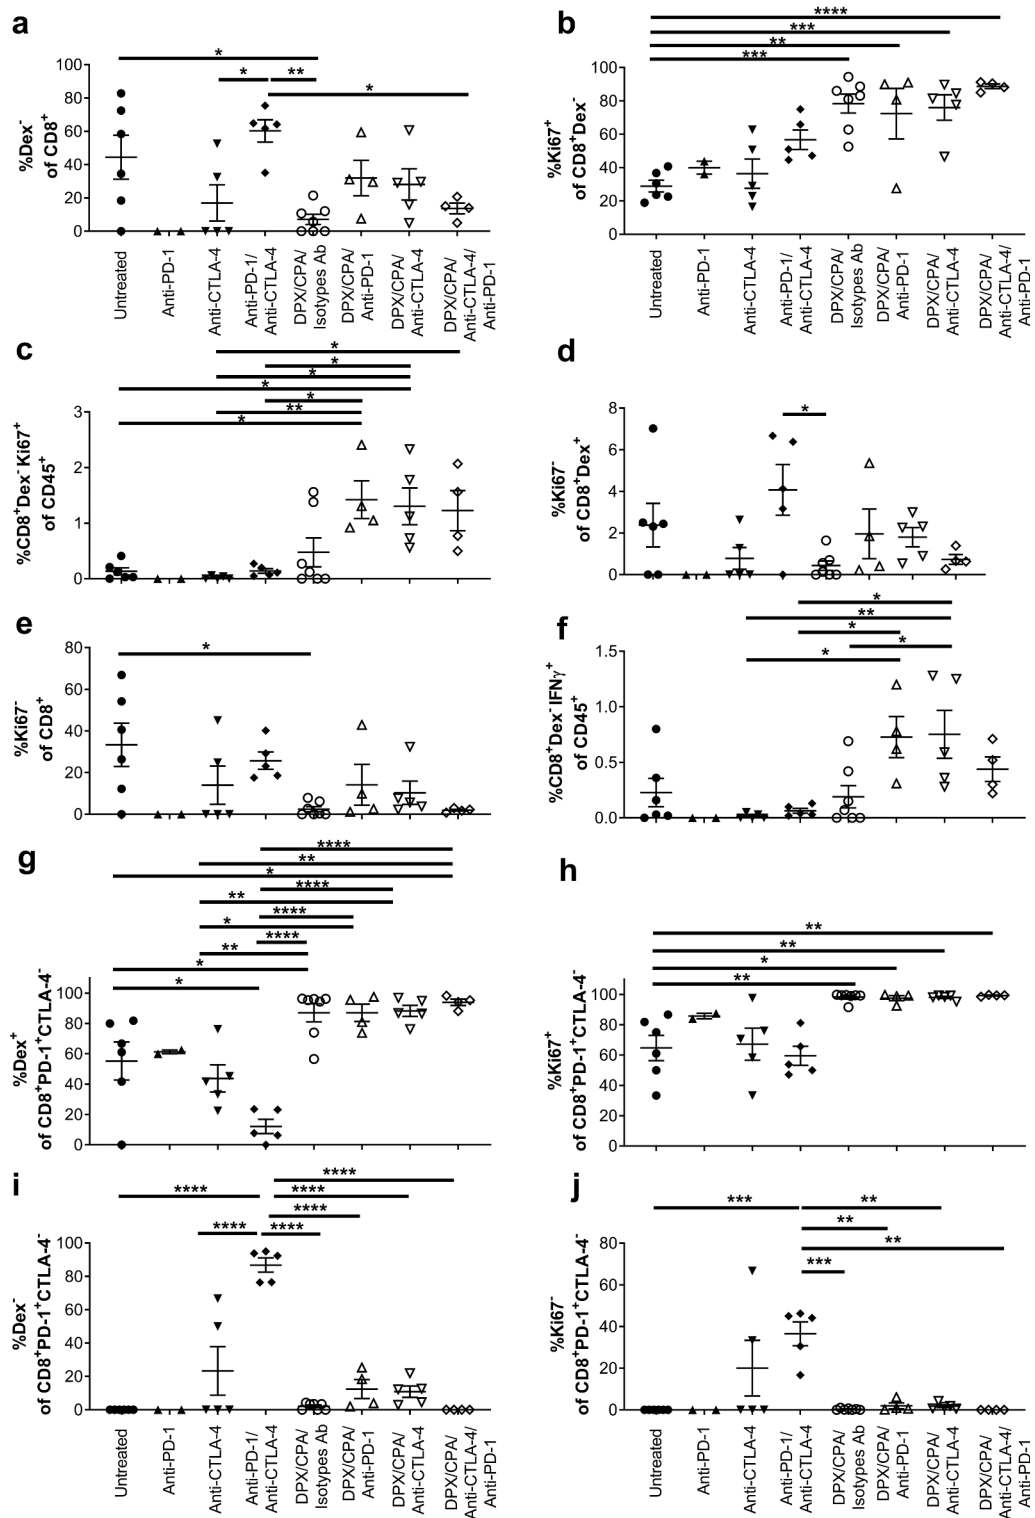 a
%Dex-
of CD8+
100
80
60
40
20
0
*
*
**
*
Untreated
Anti-PD-1
Anti-CTLA-4
Anti-PD-1/
Anti-CTLA-4
DPX/CPA/
Isotypes Ab
DPX/CPA/
Anti-PD-1
DPX/CPA/
Anti-CTLA-4
DPX/CPA/
Anti-CTLA-4/
Anti-PD-1
b
%Ki67+
of CD8+Dex-
100
80
60
40
20
0
****
***
**
***
Untreated
Anti-PD-1
Anti-CTLA-4
Anti-PD-1/
Anti-CTLA-4
DPX/CPA/
Isotypes Ab
DPX/CPA/
Anti-PD-1
DPX/CPA/
Anti-CTLA-4
DPX/CPA/
Anti-CTLA-4/
Anti-PD-1
c
%CD8+Dex-Ki67+
of CD45+
3
2
1
0
*
*
*
*
*
**
*
d
%Ki67-
of CD8+Dex+
8
6
4
2
0
*
e
%Ki67-
of CD8+
80
60
40
20
0
*
f
%CD8+Dex-IFNγ+
of CD45+
1.5
1.0
0.5
0.0
*
**
*
*
*
g
%Dex+
of CD8+PD-1+CTLA-4-
100
80
60
40
20
0
****
**
*
****
**
****
*
****
**
*
*
h
%Ki67+
of CD8+PD-1+CTLA-4-
100
80
60
40
20
0
**
**
*
**
i
%Dex-
of CD8+PD-1+CTLA-4-
100
80
60
40
20
0
****
****
****
****
****
****
Untreated
Anti-PD-1
Anti-CTLA-4
Anti-PD-1/
Anti-CTLA-4
DPX/CPA/
Isotypes Ab
DPX/CPA/
Anti-PD-1
DPX/CPA/
Anti-CTLA-4
DPX/CPA/
Anti-CTLA-4/
Anti-PD-1
j
%Ki67-
of CD8+PD-1+CTLA-4-
80
60
40
20
0
***
**
**
**
***
Untreated
Anti-PD-1
Anti-CTLA-4
Anti-PD-1/
Anti-CTLA-4
DPX/CPA/
Isotypes Ab
DPX/CPA/
Anti-PD-1
DPX/CPA/
Anti-CTLA-4
DPX/CPA/
Anti-CTLA-4/
Anti-PD-1